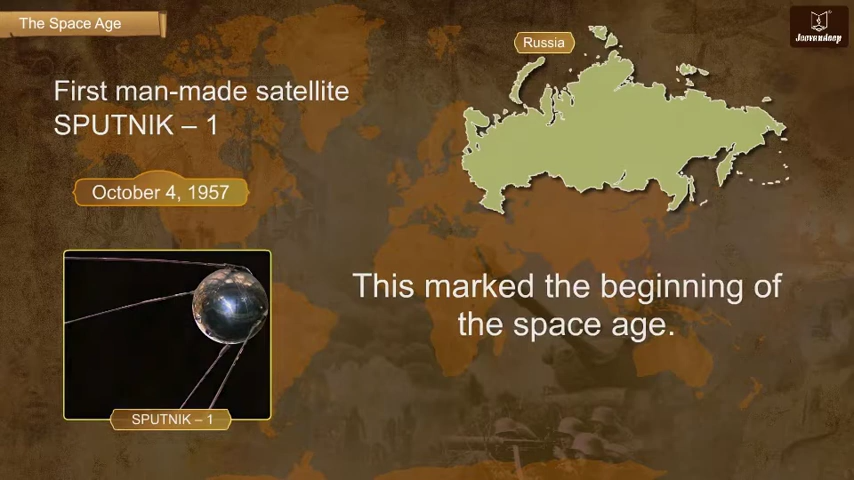 The Space Age
Russia
Jeevandeep
First man-made satellite
SPUTNIK – 1
October 4, 1957
This marked the beginning of
the space age.
SPUTNIK – 1